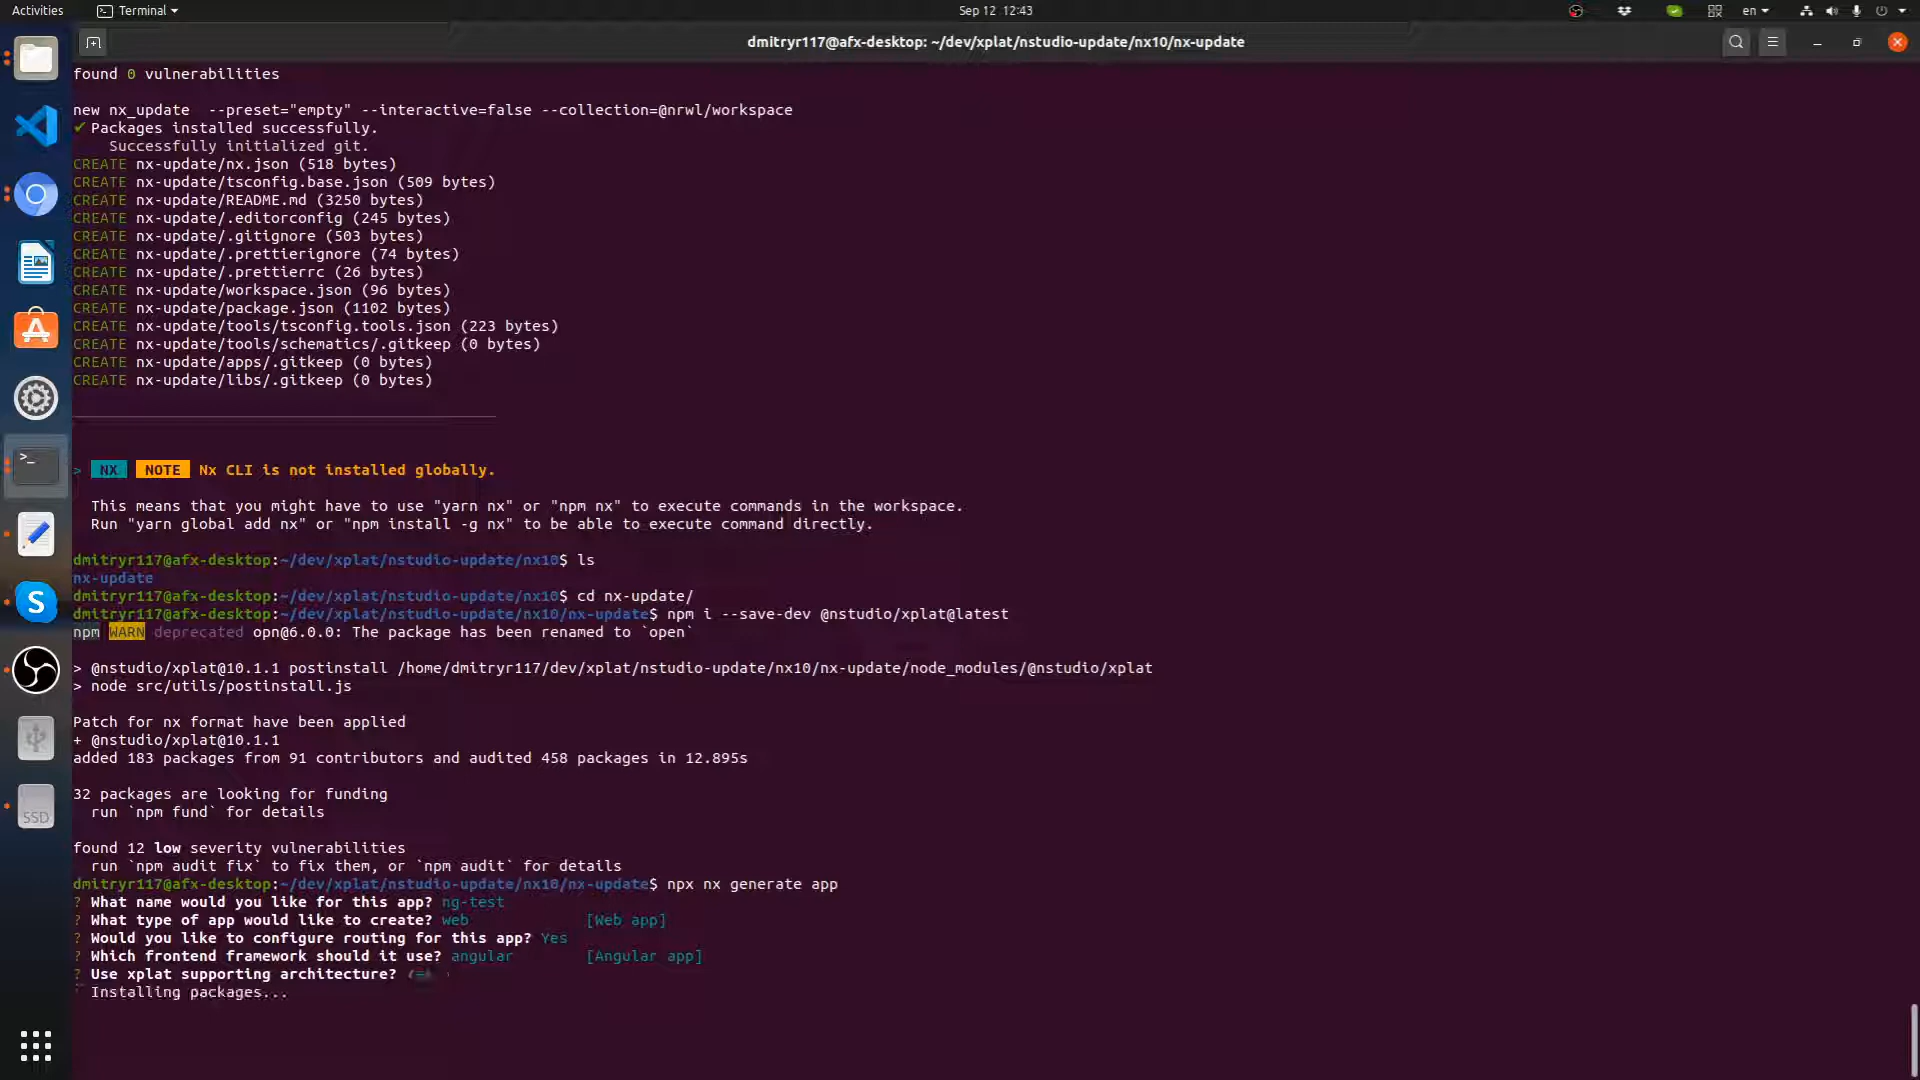 Activities
Terminal
Sep 12 12:43
en
dmitryr117@afx-desktop: ~/dev/xplat/nstudio-update/nx10/nx-update
found 0 vulnerabilities
new nx_update --preset="empty" --interactive=false --collection=@nrwl/workspace
✔ Packages installed successfully.
Successfully initialized git.
CREATE nx-update/nx.json (518 bytes)
CREATE nx-update/tsconfig.base.json (509 bytes)
CREATE nx-update/README.md (3250 bytes)
CREATE nx-update/.editorconfig (245 bytes)
CREATE nx-update/.gitignore (503 bytes)
CREATE nx-update/.prettierignore (74 bytes)
CREATE nx-update/.prettierrc (26 bytes)
CREATE nx-update/workspace.json (96 bytes)
CREATE nx-update/package.json (1102 bytes)
CREATE nx-update/tools/tsconfig.tools.json (223 bytes)
CREATE nx-update/tools/schematics/.gitkeep (0 bytes)
CREATE nx-update/apps/.gitkeep (0 bytes)
CREATE nx-update/libs/.gitkeep (0 bytes)
> NX NOTE Nx CLI is not installed globally.
This means that you might have to use "yarn nx" or "npm nx" to execute commands in the workspace.
Run "yarn global add nx" or "npm install -g nx" to be able to execute command directly.
dmitryr117@afx-desktop:~/dev/xplat/nstudio-update/nx10$ ls
nx-update
dmitryr117@afx-desktop:~/dev/xplat/nstudio-update/nx10$ cd nx-update/
dmitryr117@afx-desktop:~/dev/xplat/nstudio-update/nx10/nx-update$ npm i --save-dev @nstudio/xplat@latest
npm WARN deprecated opn@6.0.0: The package has been renamed to `open`
> @nstudio/xplat@10.1.1 postinstall /home/dmitryr117/dev/xplat/nstudio-update/nx10/nx-update/node_modules/@nstudio/xplat
> node src/utils/postinstall.js
Patch for nx format have been applied
+ @nstudio/xplat@10.1.1
added 183 packages from 91 contributors and audited 458 packages in 12.895s
32 packages are looking for funding
run `npm fund` for details
found 12 low severity vulnerabilities
run `npm audit fix` to fix them, or `npm audit` for details
dmitryr117@afx-desktop:~/dev/xplat/nstudio-update/nx10/nx-update$ npx nx generate app
? What name would you like for this app? ng-test
? What type of app would like to create? web [Web app]
? Would you like to configure routing for this app? Yes
? Which frontend framework should it use? angular [Angular app]
? Use xplat supporting architecture?
Installing packages...
SSD